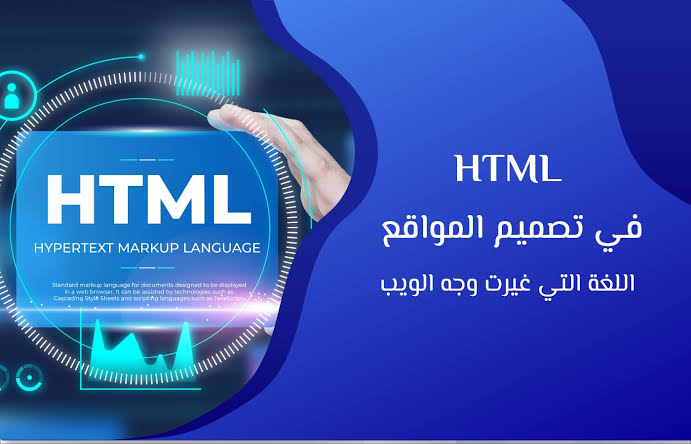 HTML
HYPERTEXT MARKUP LANGUAGE
Standard markup language for documents designed to be displayed
in a web browser. It can be assisted by technologies such as
Cascading Style Sheets and scripting languages such as JavaScript
HTML
في تصميم المواقع
اللغة التي غيرت وجه الويب